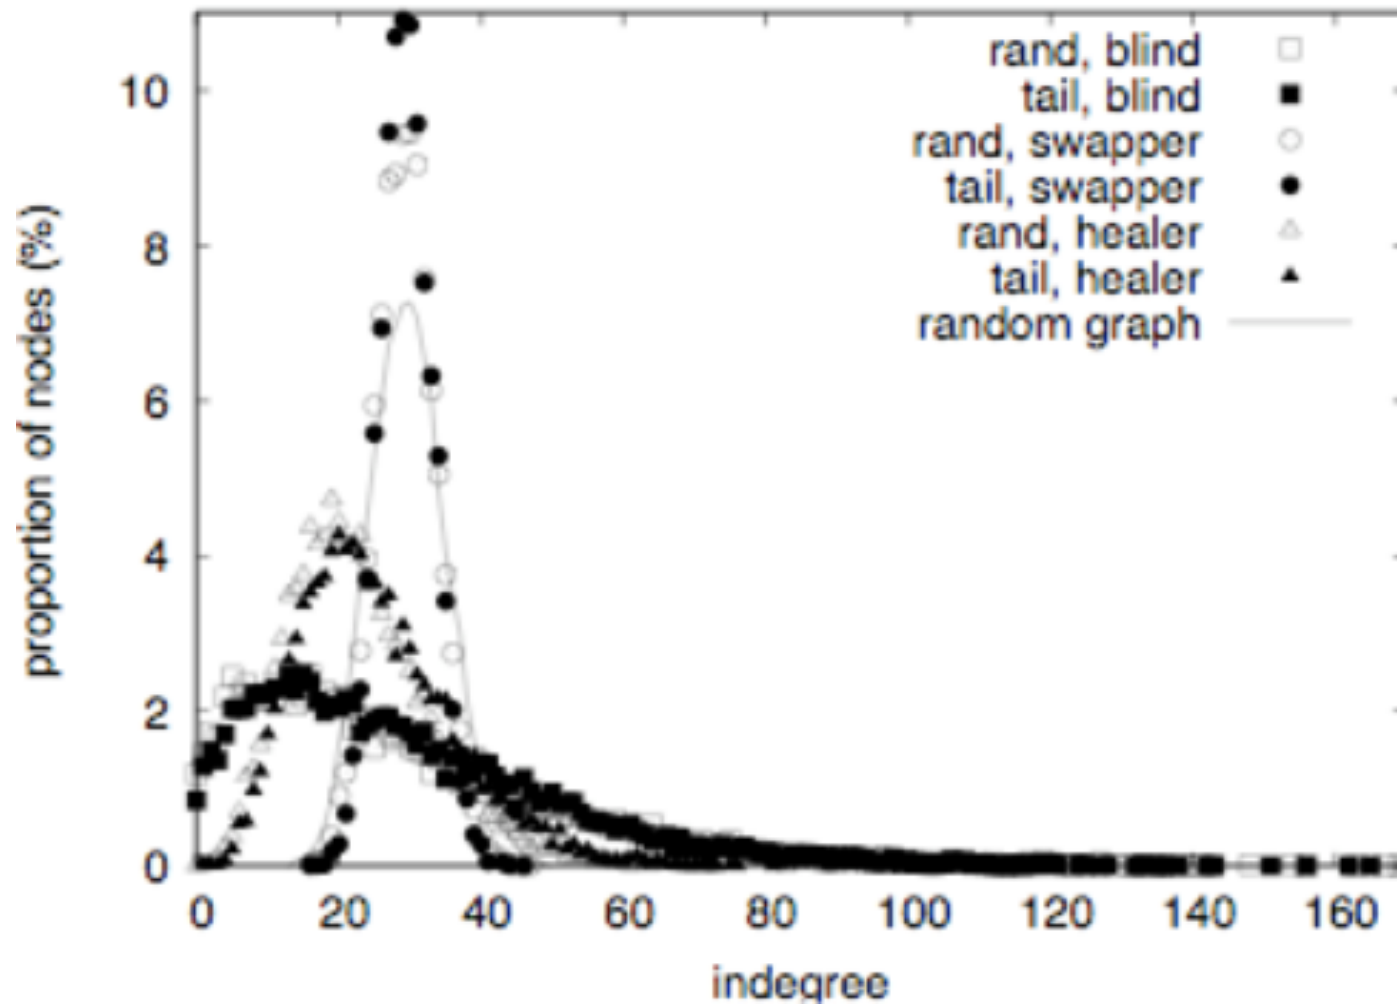 10
8
6
4
2
0
proportion of nodes (%)
rand, blind
tail, blind
rand, swapper
tail, swapper
rand, healer
tail, healer
random graph
0 20 40 60 80 100 120 140 160
indegree